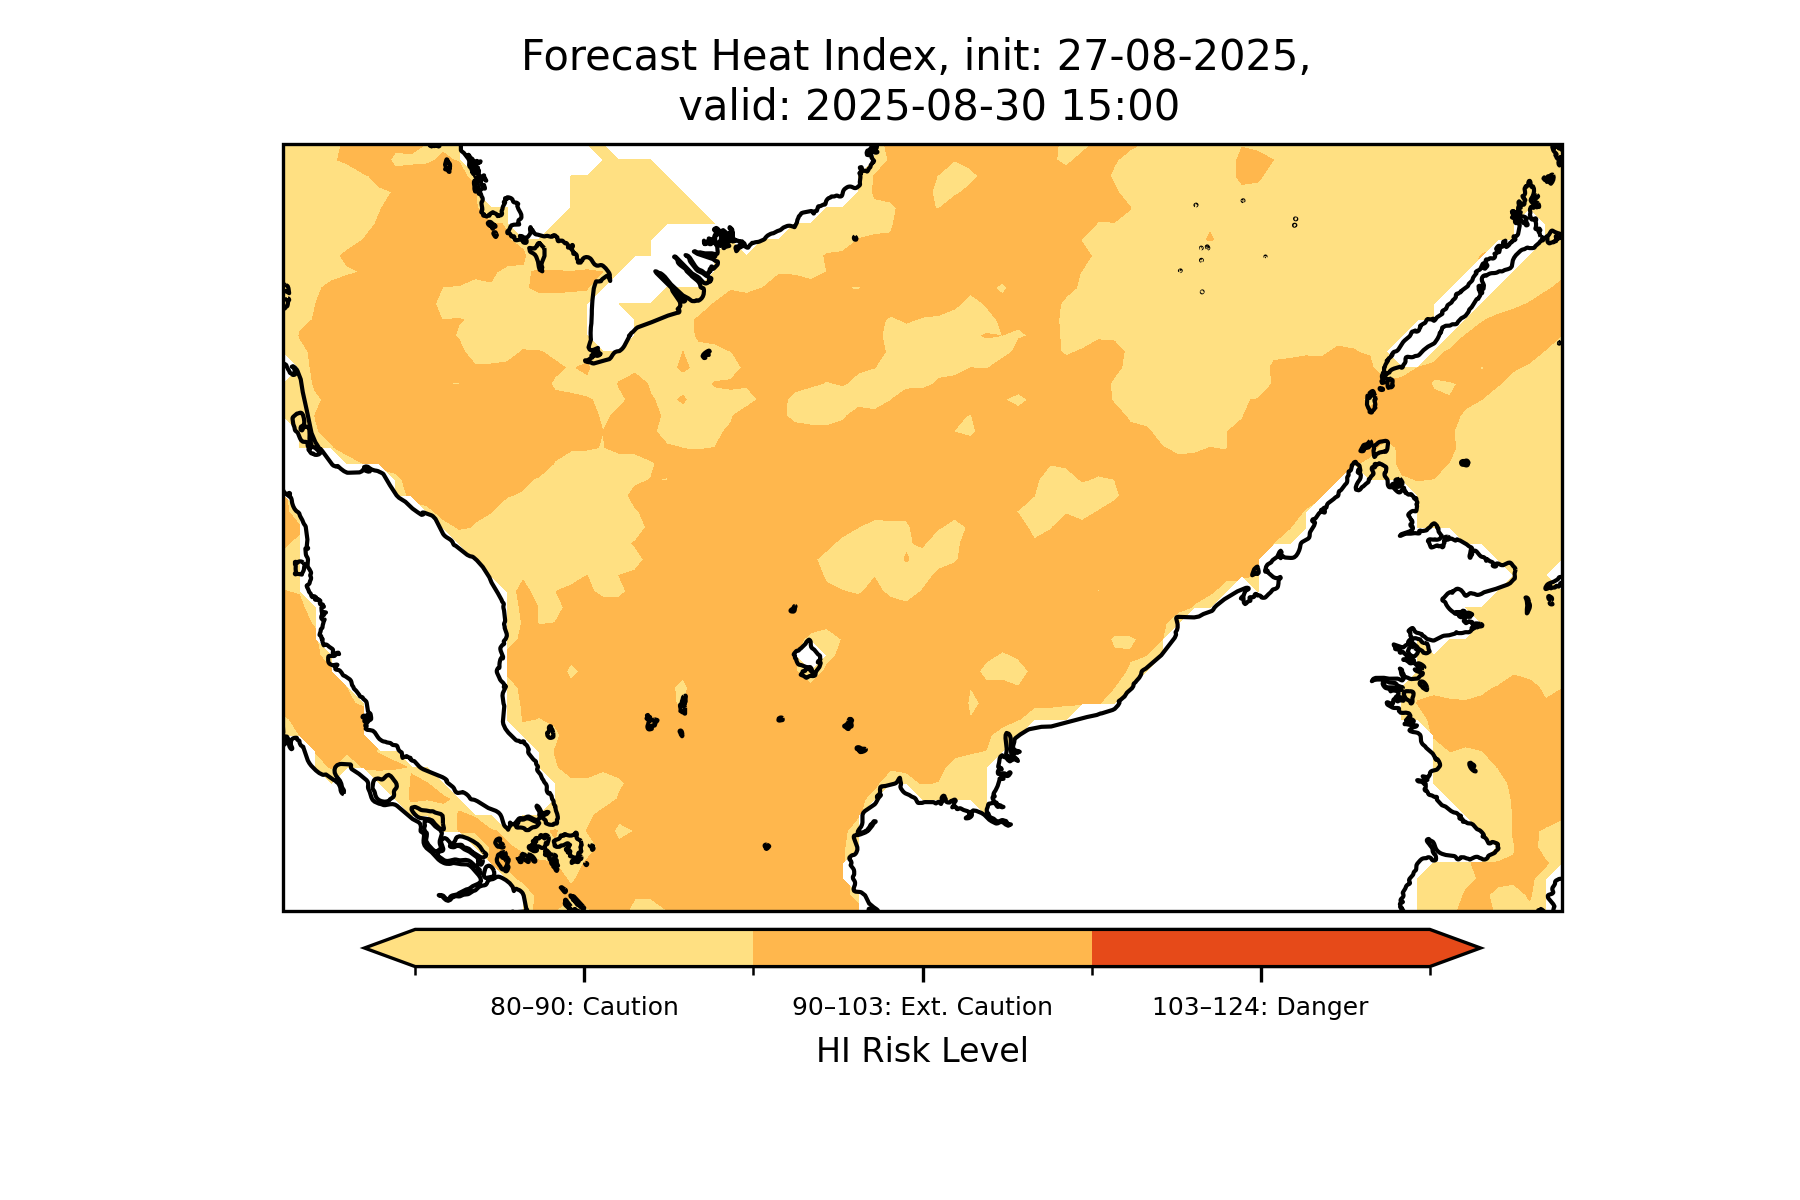 Forecast Heat Index, init: 27-08-2025,
valid: 2025-08-30 15:00
80–90: Caution
90–103: Ext. Caution
103–124: Danger
HI Risk Level